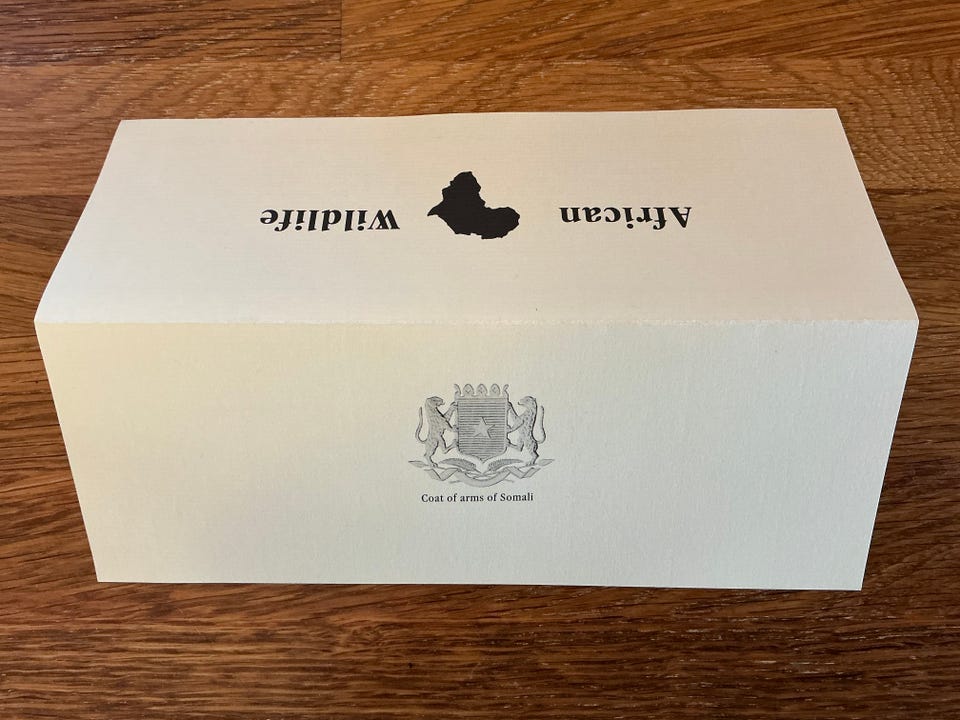 African Wildlife
Coat of arms of Somali